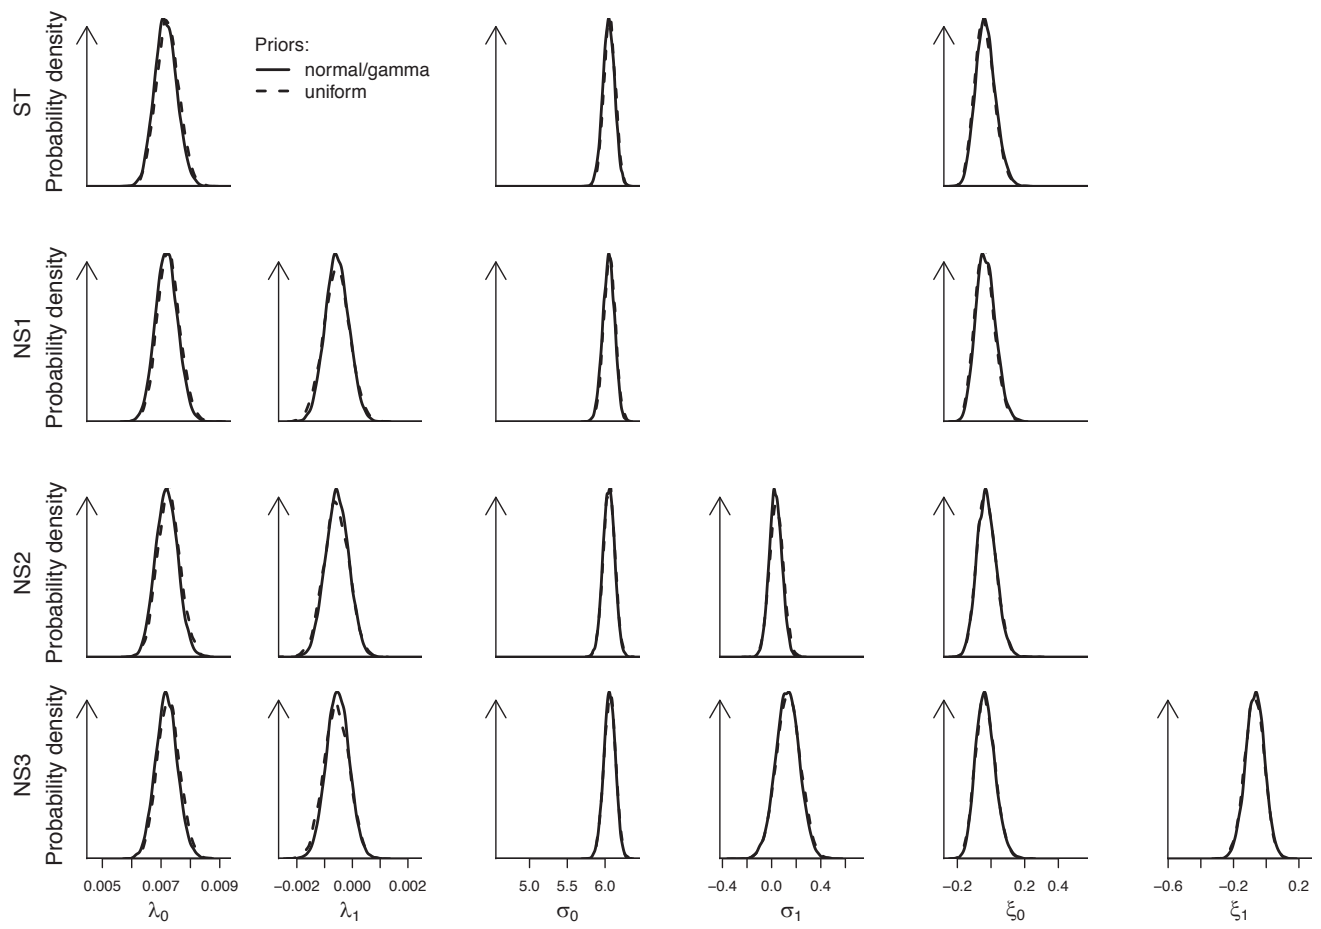 ST
Probability density
Priors:
normal/gamma
uniform
NS1
Probability density
NS2
Probability density
NS3
Probability density
0.005 0.007 0.009
−0.002 0.000 0.002
5.0 5.5 6.0
−0.4 0.0 0.4
−0.2 0.2 0.4
−0.6 −0.2 0.2
λ0 λ1 σ0 σ1 ξ0 ξ1